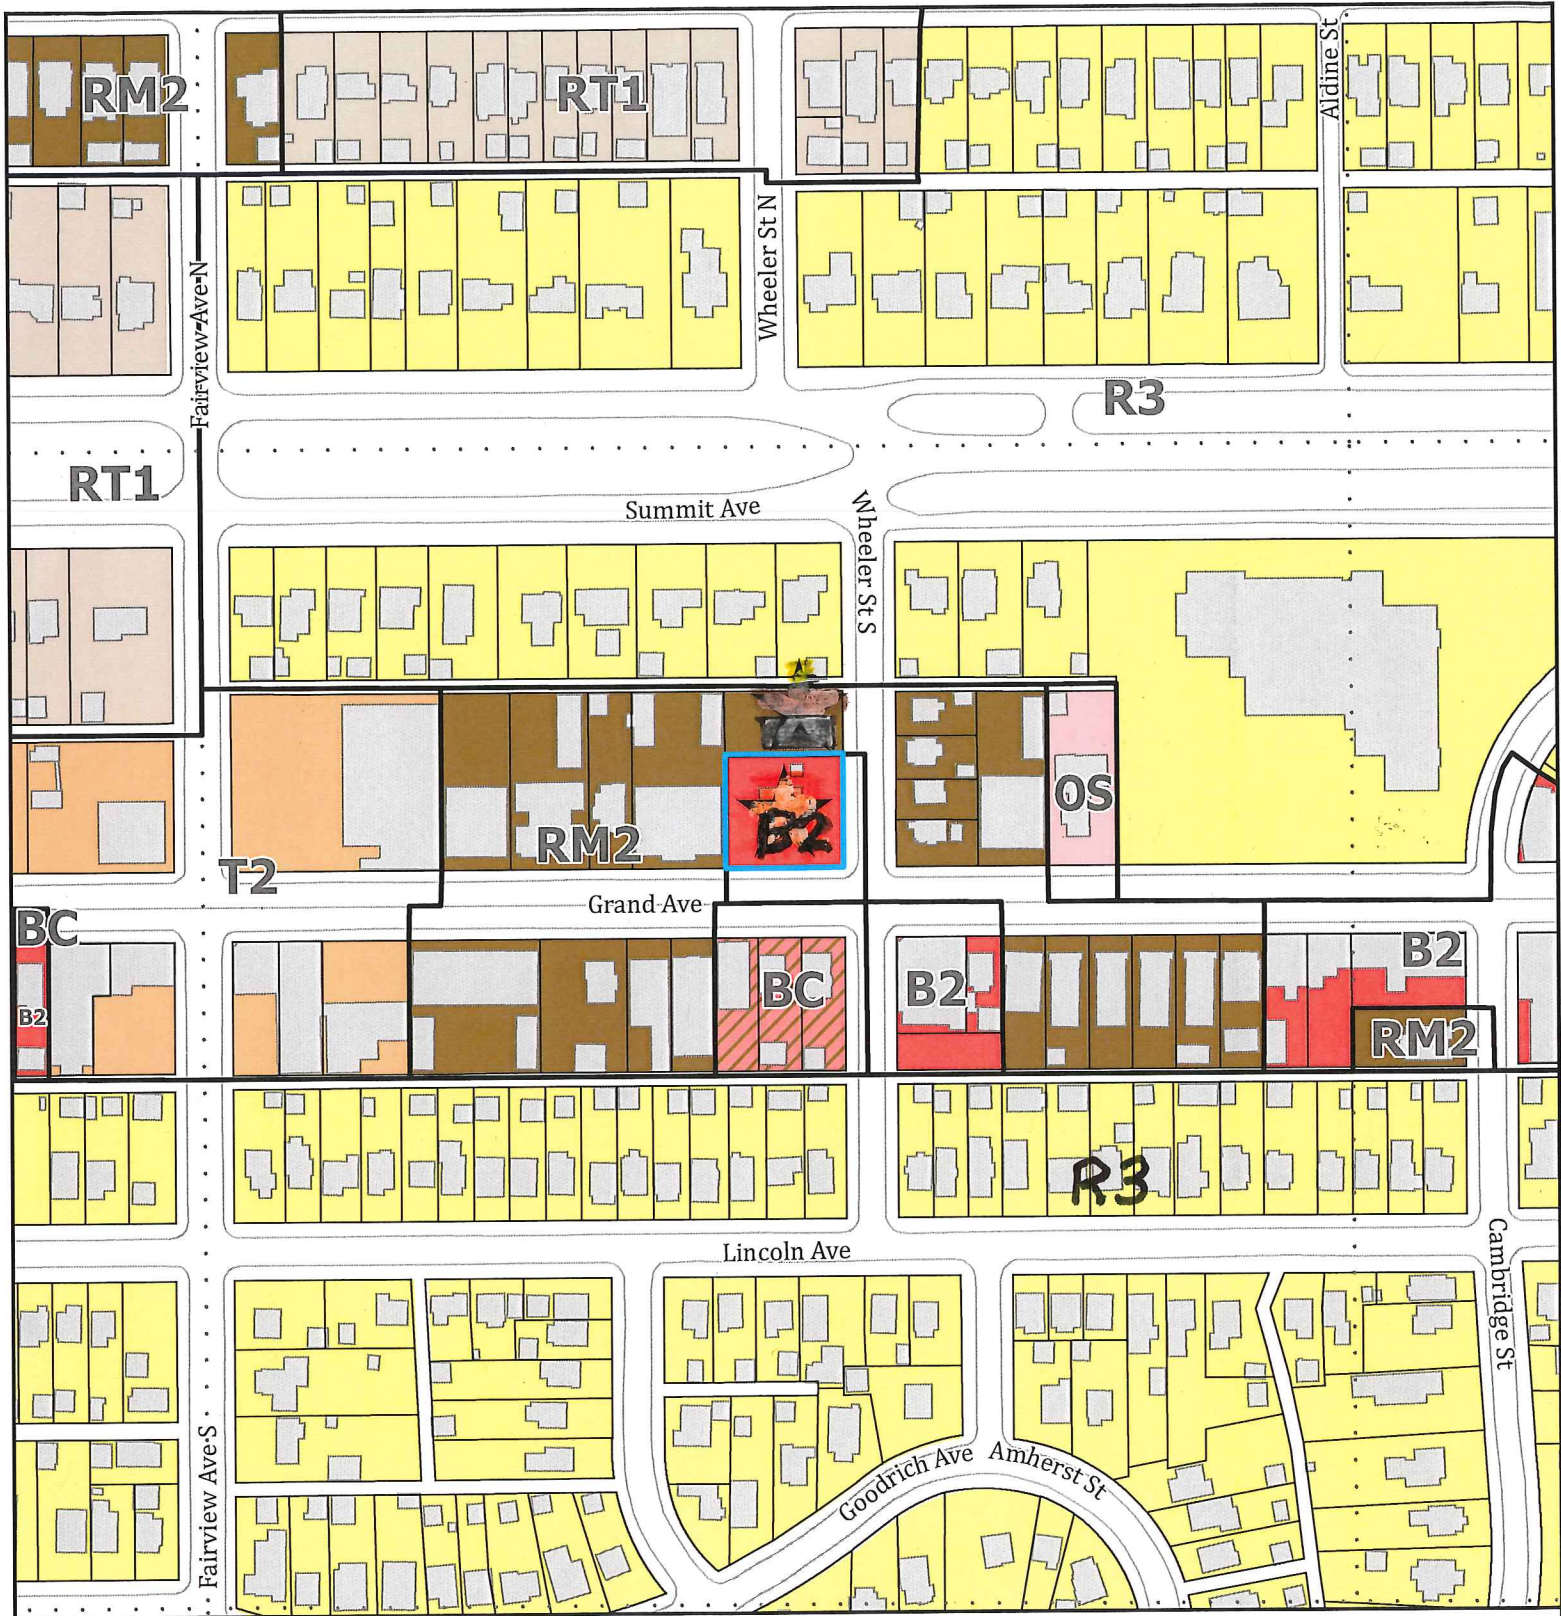 RM2
RT1
Aldine St
Wheeler St N
Fairview Ave N
R3
RT1
Summit Ave
Wheeler St S
OS
B2
RM2
T2
Grand Ave
BC
B2
BC
B2
B2
RM2
R3
Lincoln Ave
Cambridge St
Goodrich Ave
Amherst St
Fairview Ave S